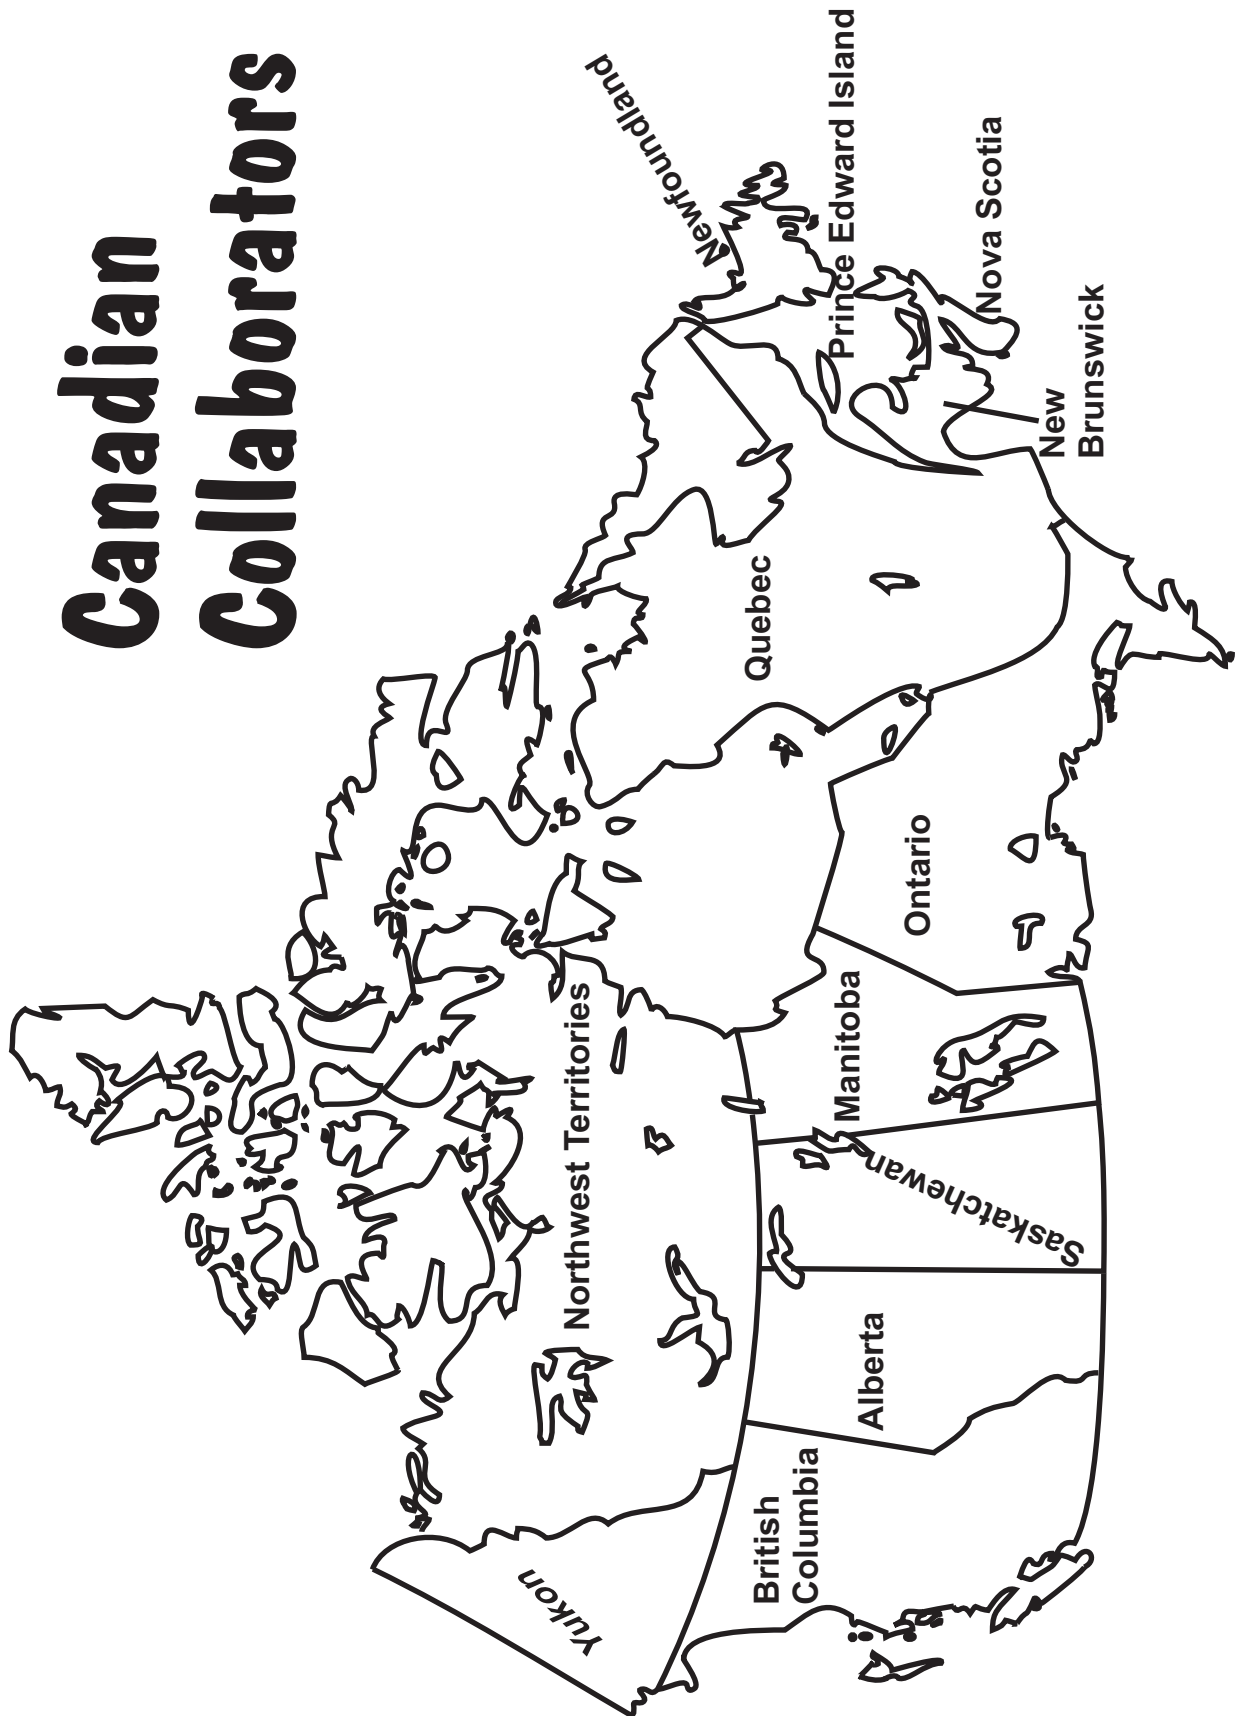 Canadian
Collaborators
Yukon
Northwest Territories
British
Columbia
Alberta
Saskatchewan
Manitoba
Ontario
Quebec
Newfoundland
Prince Edward Island
Nova Scotia
New
Brunswick